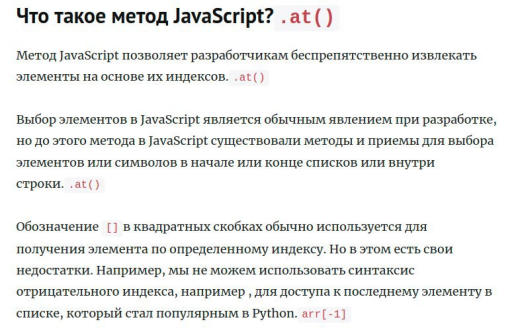 Что такое метод JavaScript? .at()
Метод JavaScript позволяет разработчикам беспрепятственно извлекать
элементы на основе их индексов. .at()
Выбор элементов в JavaScript является обычным явлением при разработке,
но до этого метода в JavaScript существовали методы и приемы для выбора
элементов или символов в начале или конце списков или внутри
строки. .at()
Обозначение [] в квадратных скобках обычно используется для
получения элемента по определенному индексу. Но в этом есть свои
недостатки. Например, мы не можем использовать синтаксис
отрицательного индекса, например , для доступа к последнему элементу в
списке, который стал популярным в Python. arr[-1]